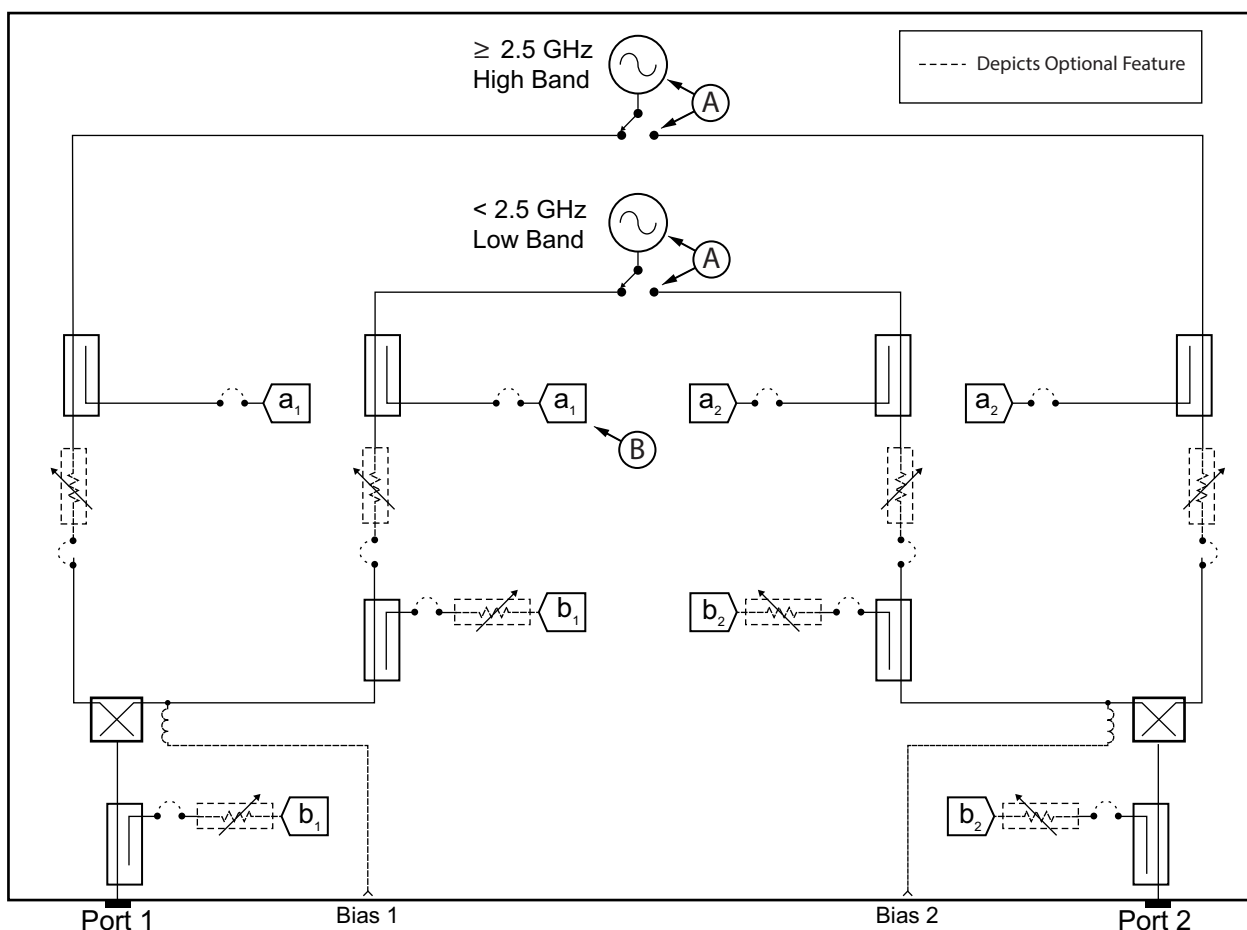 ≥ 2.5 GHz
High Band
A
Depicts Optional Feature
< 2.5 GHz
Low Band
A
a1
a1
a2
a2
B
b1
b2
b1
b2
Port 1
Bias 1
Bias 2
Port 2